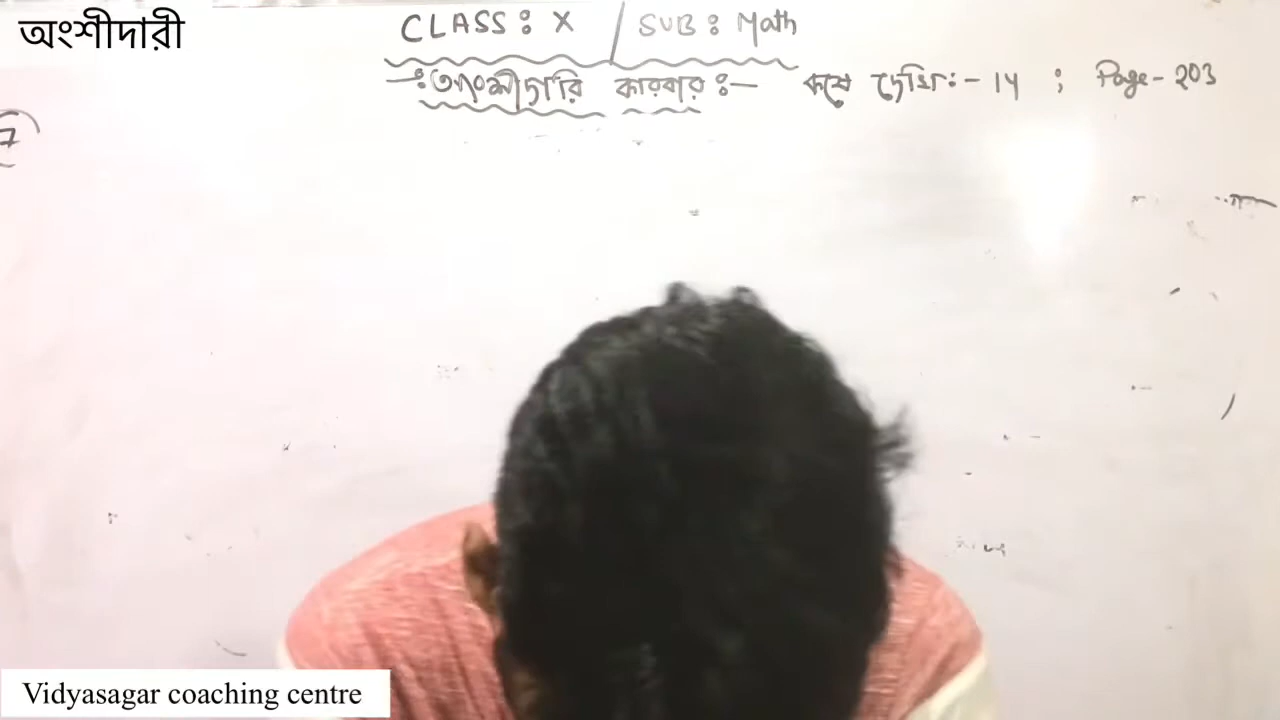 অংশীদারী
CLASS : X / SUB : Math
—ঃ অংশীদারি কারবার ঃ— কষে দেখি :- 14 ; Page - 203
7
Vidyasagar coaching centre